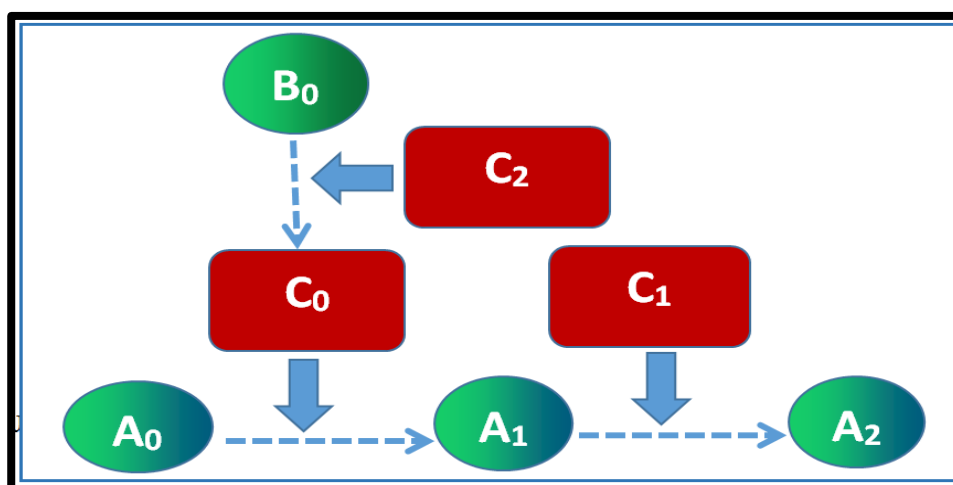 B₀
C₂
C₀
C₁
A₀
A₁
A₂